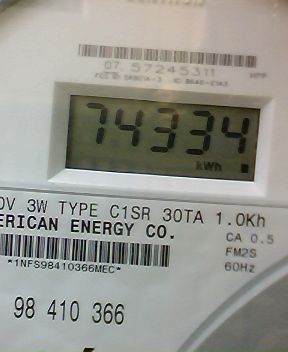 07 57245311
74334
kWh
3W TYPE C1SR 30TA 1.0Kh
ERICAN ENERGY CO.
CA 0.5
FM2S
*1NFS98410366MEC*
60Hz
98 410 366